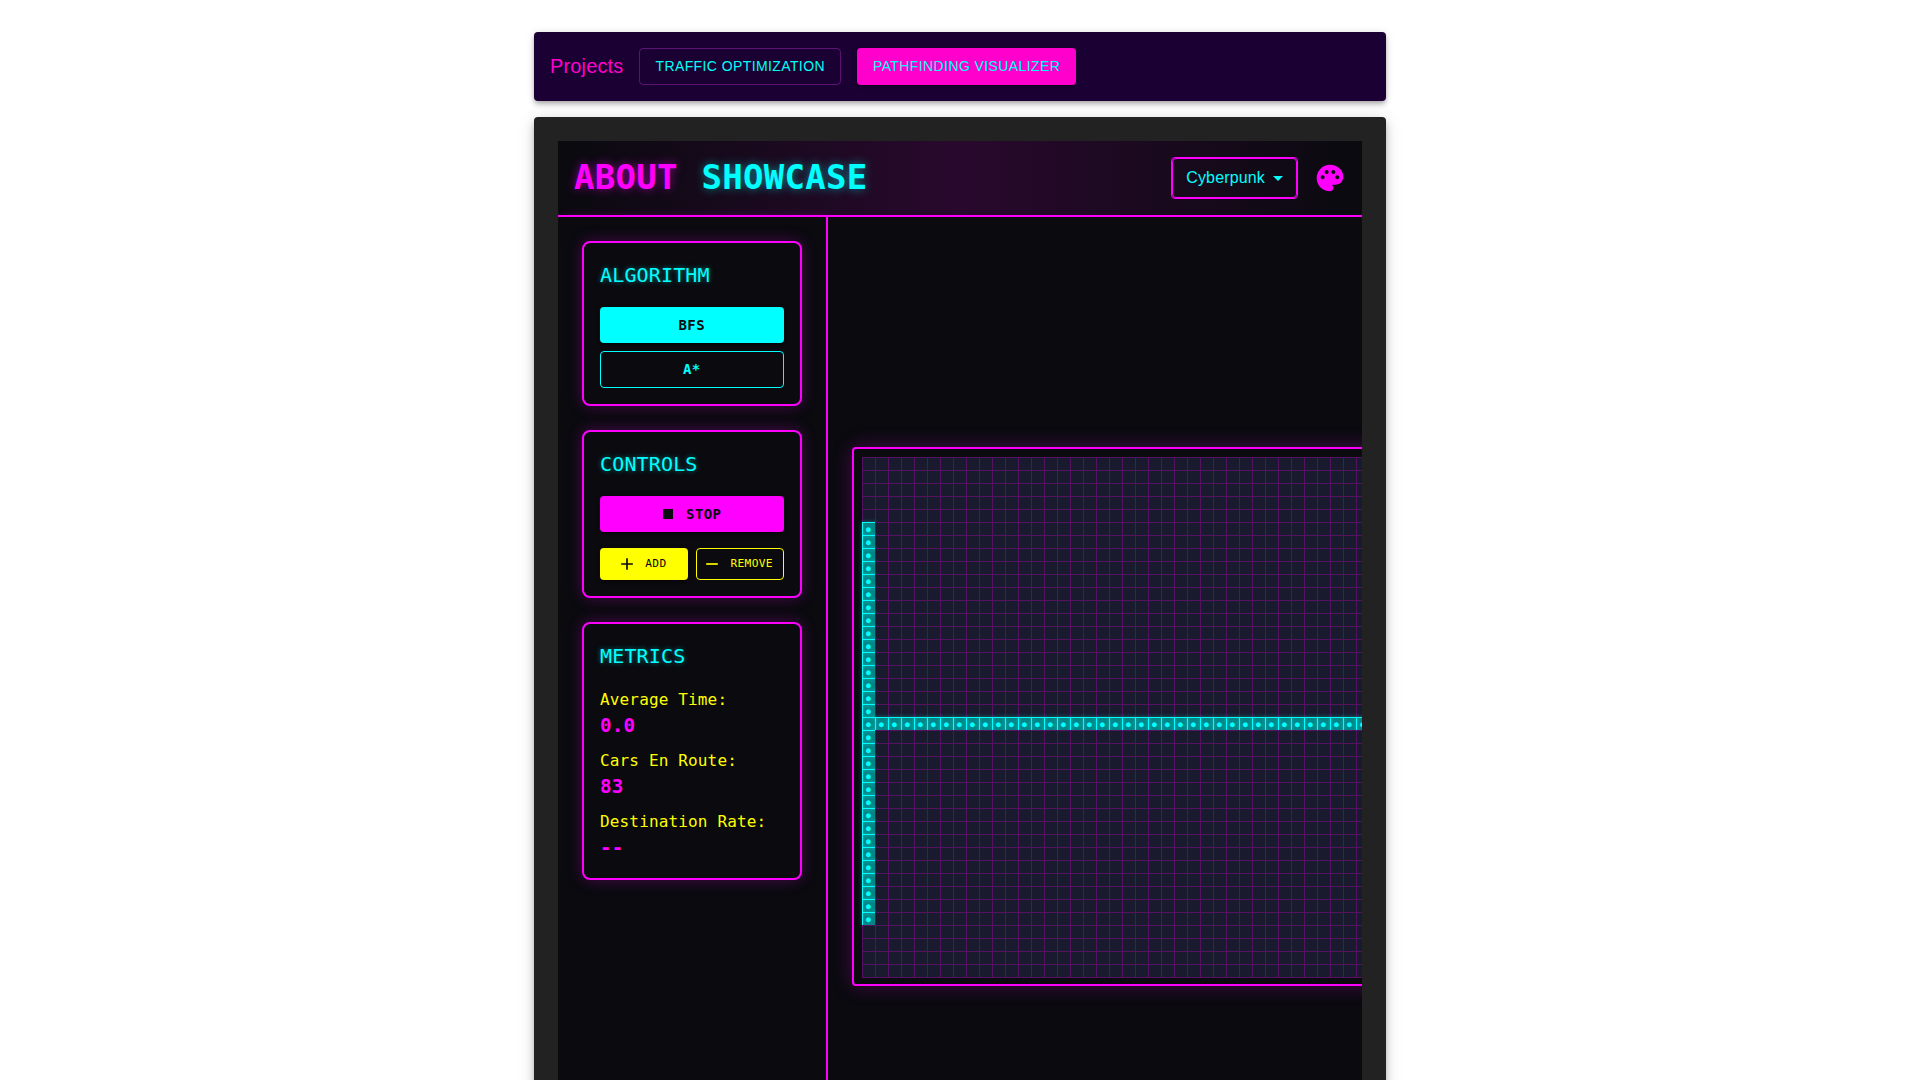 Projects TRAFFIC OPTIMIZATION PATHFINDING VISUALIZER
ABOUT SHOWCASE Cyberpunk
ALGORITHM
BFS
A*
CONTROLS
STOP
ADD REMOVE
METRICS
Average Time:
0.0
Cars En Route:
83
Destination Rate:
--